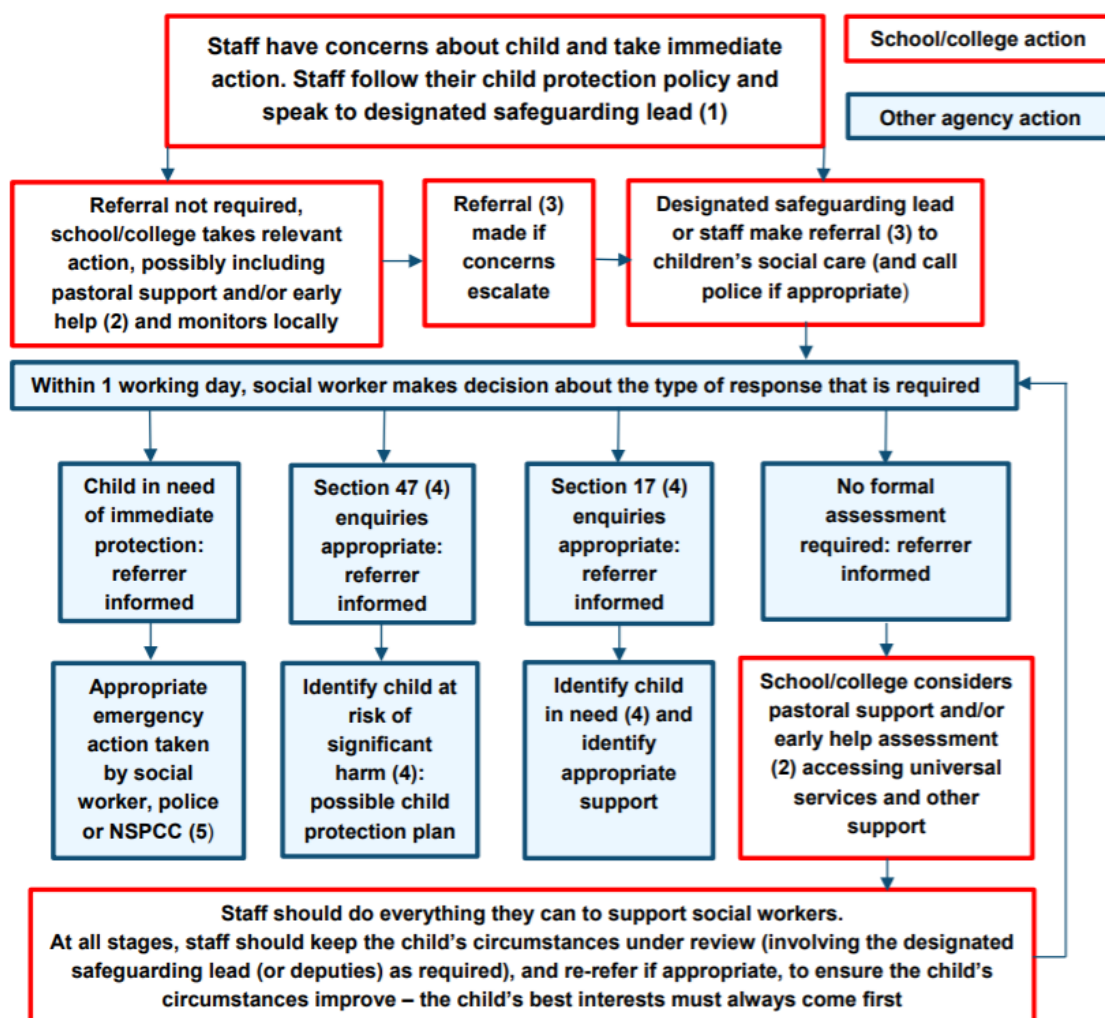 Staff have concerns about child and take immediate
action. Staff follow their child protection policy and
speak to designated safeguarding lead (1)
School/college action
Other agency action
Referral not required,
school/college takes relevant
action, possibly including
pastoral support and/or early
help (2) and monitors locally
Referral (3)
made if
concerns
escalate
Designated safeguarding lead
or staff make referral (3) to
children’s social care (and call
police if appropriate)
Within 1 working day, social worker makes decision about the type of response that is required
Child in need
of immediate
protection:
referrer
informed
Section 47 (4)
enquiries
appropriate:
referrer
informed
Section 17 (4)
enquiries
appropriate:
referrer
informed
No formal
assessment
required: referrer
informed
Appropriate
emergency
action taken
by social
worker, police
or NSPCC (5)
Identify child at
risk of
significant
harm (4):
possible child
protection plan
Identify child
in need (4) and
identify
appropriate
support
School/college considers
pastoral support and/or
early help assessment
(2) accessing universal
services and other
support
Staff should do everything they can to support social workers.
At all stages, staff should keep the child’s circumstances under review (involving the designated
safeguarding lead (or deputies) as required), and re-refer if appropriate, to ensure the child’s
circumstances improve – the child’s best interests must always come first